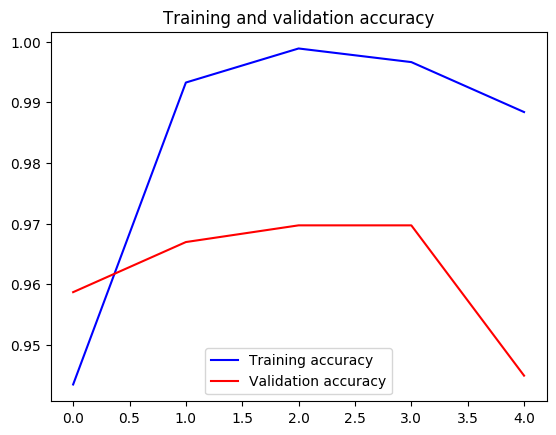 Training and validation accuracy
1.00
0.99
0.98
0.97
0.96
0.95
Training accuracy
Validation accuracy
0.0 0.5 1.0 1.5 2.0 2.5 3.0 3.5 4.0